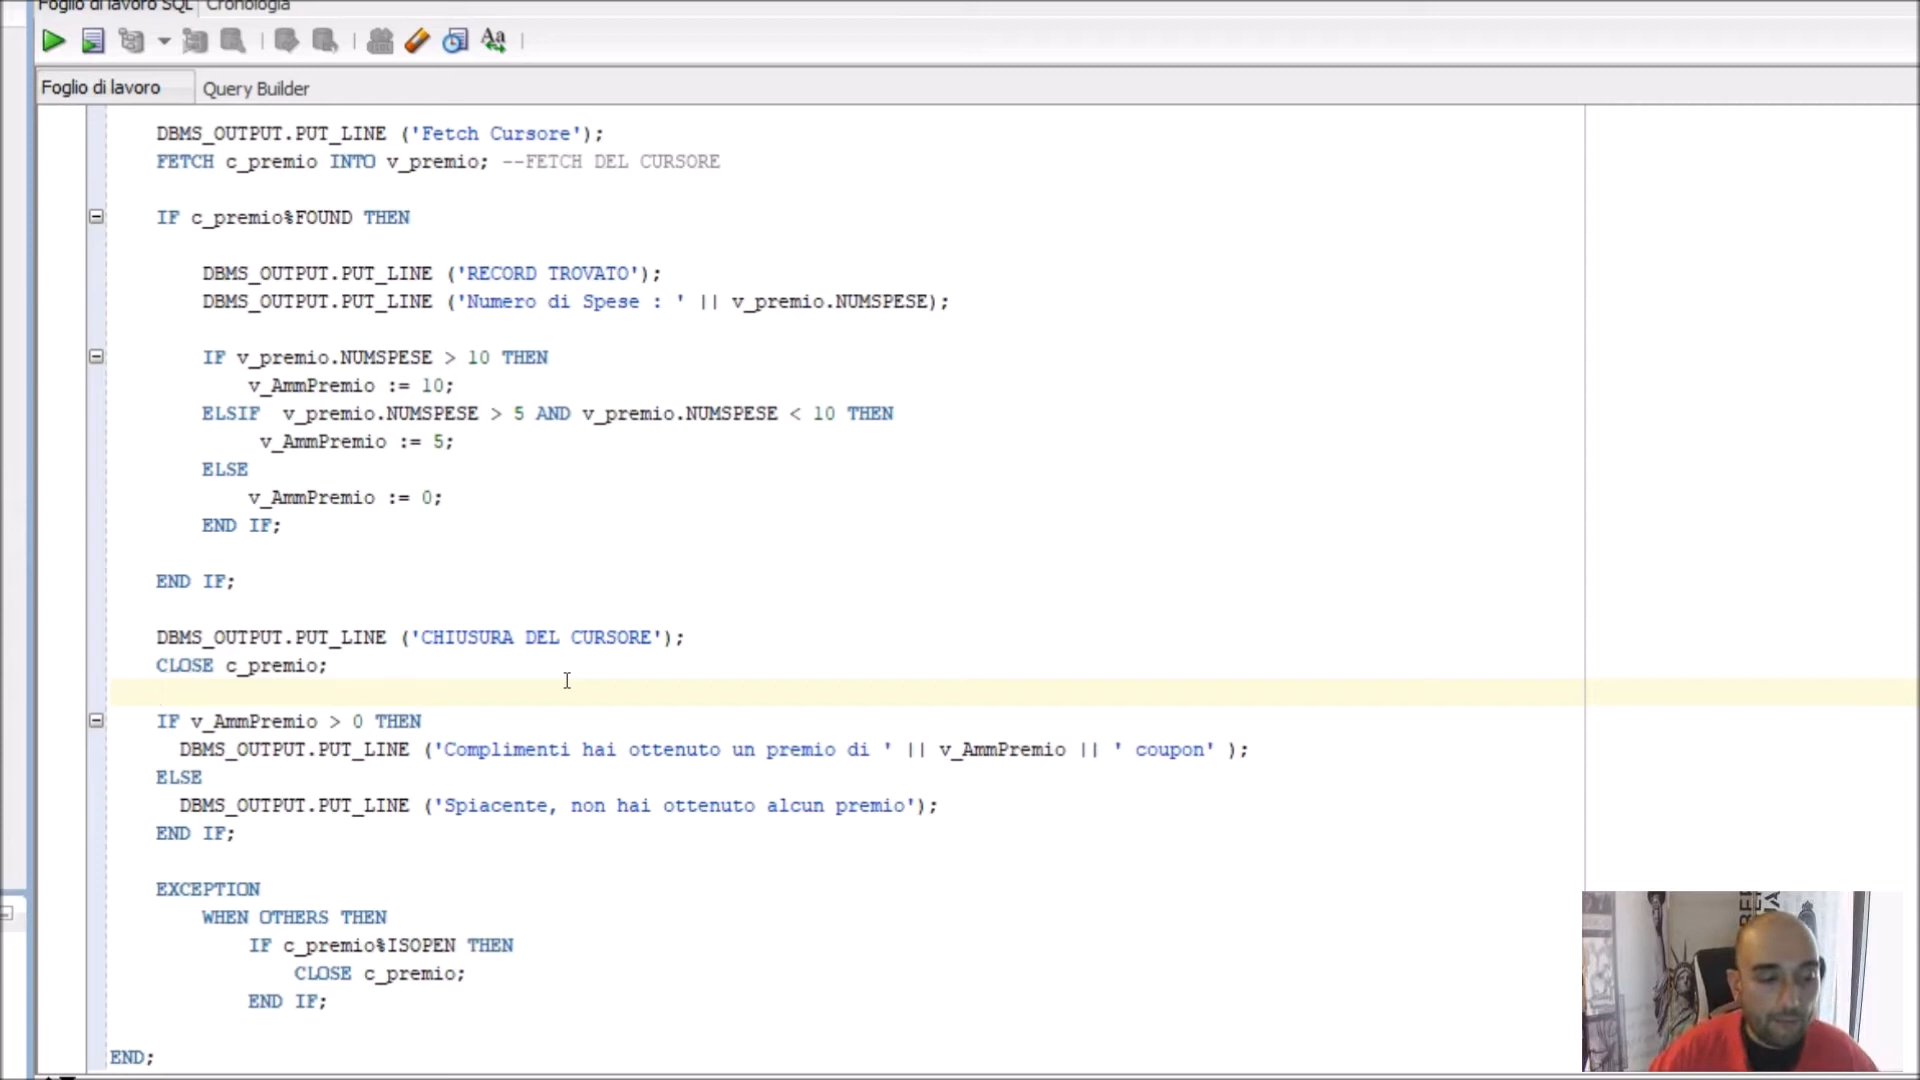 Foglio di lavoro SQL Cronologia
Foglio di lavoro Query Builder
DBMS_OUTPUT.PUT_LINE ('Fetch Cursore');
FETCH c_premio INTO v_premio; --FETCH DEL CURSORE
IF c_premio%FOUND THEN
DBMS_OUTPUT.PUT_LINE ('RECORD TROVATO');
DBMS_OUTPUT.PUT_LINE ('Numero di Spese : ' || v_premio.NUMSPESE);
IF v_premio.NUMSPESE > 10 THEN
v_AmmPremio := 10;
ELSIF v_premio.NUMSPESE > 5 AND v_premio.NUMSPESE < 10 THEN
v_AmmPremio := 5;
ELSE
v_AmmPremio := 0;
END IF;
END IF;
DBMS_OUTPUT.PUT_LINE ('CHIUSURA DEL CURSORE');
CLOSE c_premio;
IF v_AmmPremio > 0 THEN
DBMS_OUTPUT.PUT_LINE ('Complimenti hai ottenuto un premio di ' || v_AmmPremio || ' coupon' );
ELSE
DBMS_OUTPUT.PUT_LINE ('Spiacente, non hai ottenuto alcun premio');
END IF;
EXCEPTION
WHEN OTHERS THEN
IF c_premio%ISOPEN THEN
CLOSE c_premio;
END IF;
END;